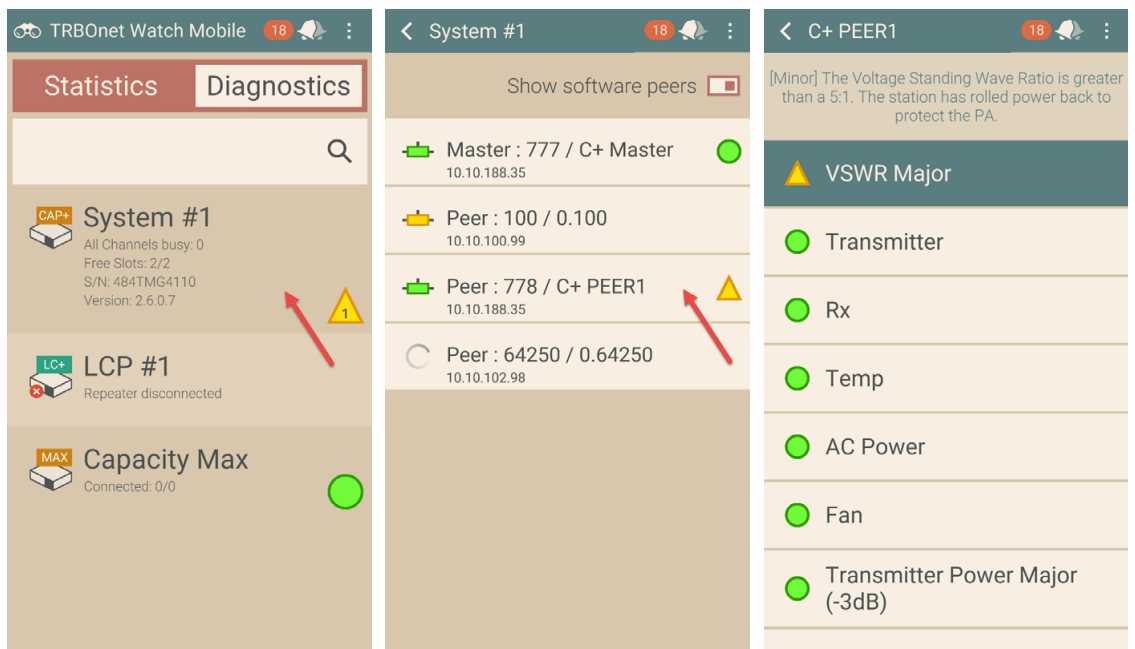 TRBOnet Watch Mobile
18
Statistics
Diagnostics
CAP+
System #1
All Channels busy: 0
Free Slots: 2/2
S/N: 484TMG4110
Version: 2.6.0.7
1
LC+
LCP #1
Repeater disconnected
MAX
Capacity Max
Connected: 0/0
System #1
18
Show software peers
Master : 777 / C+ Master
10.10.188.35
Peer : 100 / 0.100
10.10.100.99
Peer : 778 / C+ PEER1
10.10.188.35
Peer : 64250 / 0.64250
10.10.102.98
C+ PEER1
18
[Minor] The Voltage Standing Wave Ratio is greater
than a 5:1. The station has rolled power back to
protect the PA.
VSWR Major
Transmitter
Rx
Temp
AC Power
Fan
Transmitter Power Major
(-3dB)